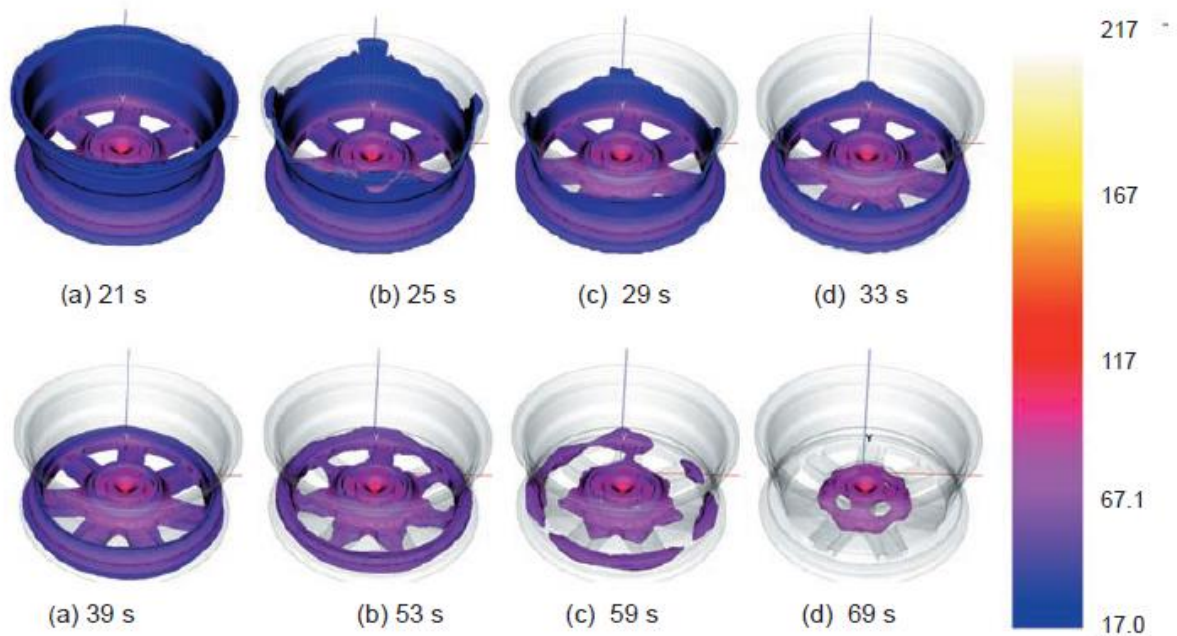 (a) 21 s
(b) 25 s
(c) 29 s
(d) 33 s
(a) 39 s
(b) 53 s
(c) 59 s
(d) 69 s
217
167
117
67.1
17.0